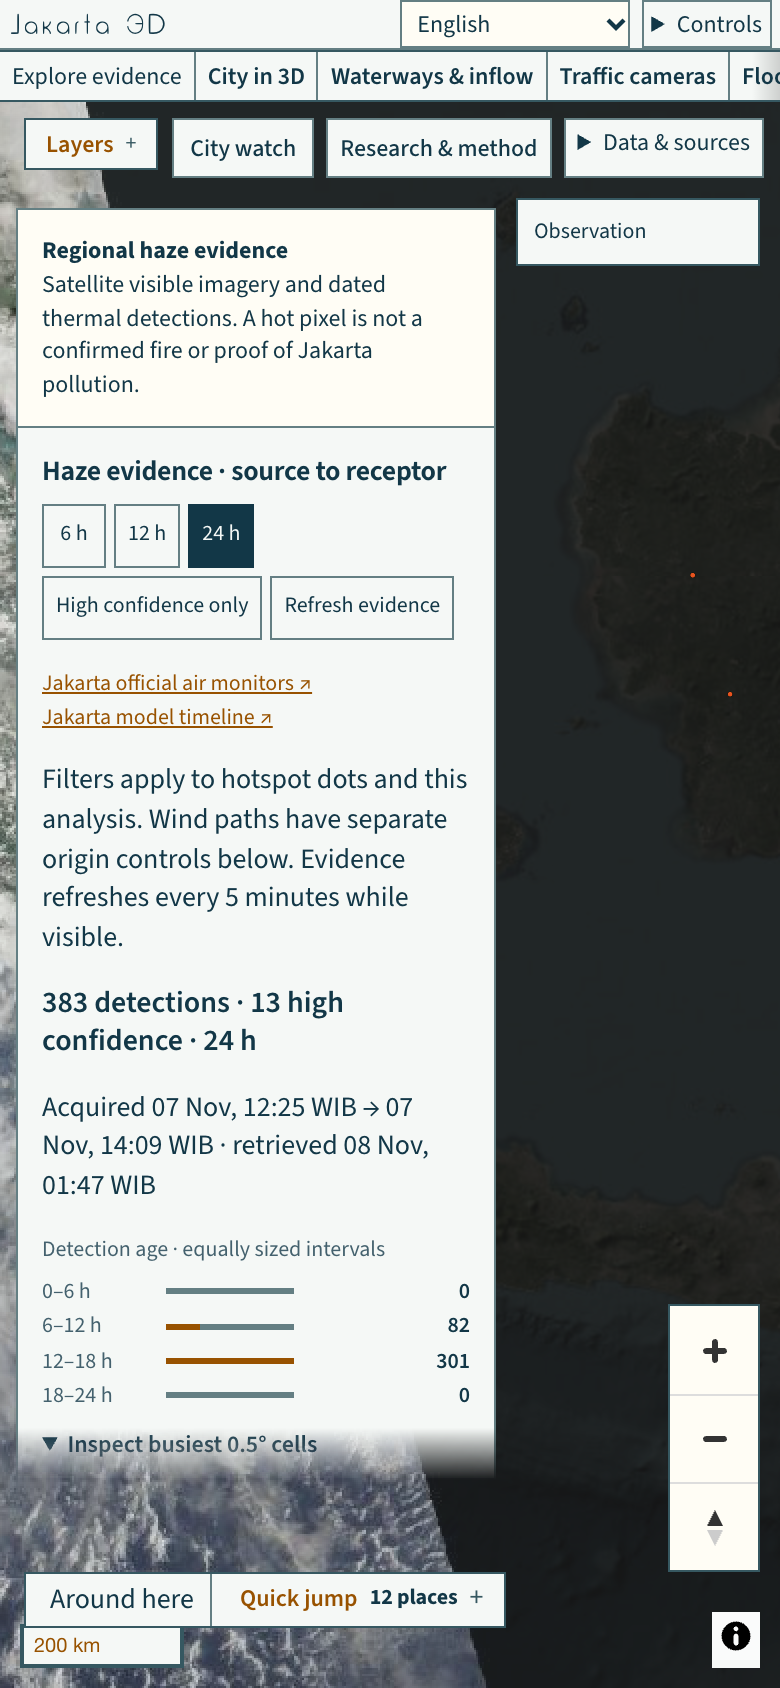 Jakarta 3D
English
Controls
Explore evidence
City in 3D
Waterways & inflow
Traffic cameras
Layers +
City watch
Research & method
Data & sources
Observation
Regional haze evidence
Satellite visible imagery and dated
thermal detections. A hot pixel is not a
confirmed fire or proof of Jakarta
pollution.
Haze evidence · source to receptor
6 h
12 h
24 h
High confidence only
Refresh evidence
Jakarta official air monitors ↗
Jakarta model timeline ↗
Filters apply to hotspot dots and this
analysis. Wind paths have separate
origin controls below. Evidence
refreshes every 5 minutes while
visible.
383 detections · 13 high
confidence · 24 h
Acquired 07 Nov, 12:25 WIB → 07
Nov, 14:09 WIB · retrieved 08 Nov,
01:47 WIB
Detection age · equally sized intervals
0–6 h 0
6–12 h 82
12–18 h 301
18–24 h 0
Inspect busiest 0.5° cells
Around here
Quick jump 12 places +
200 km